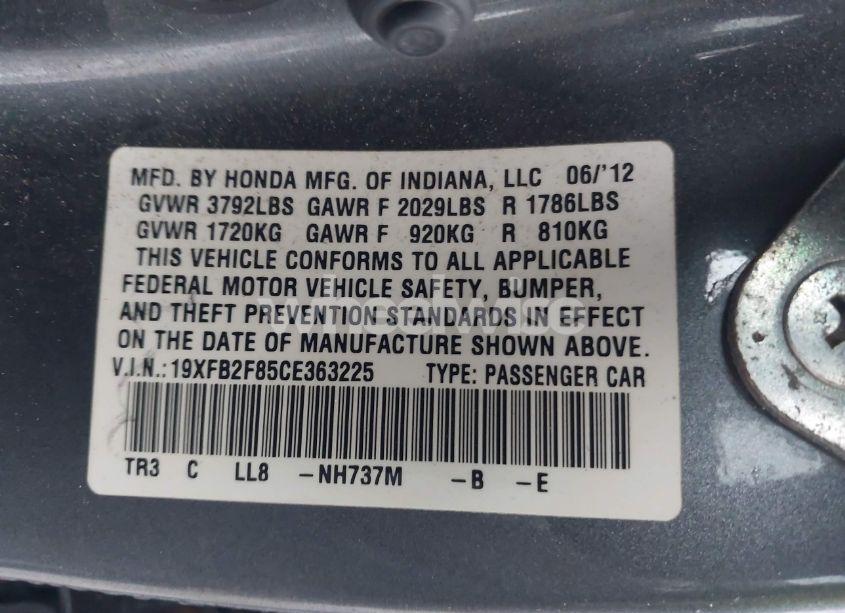 MFD. BY HONDA MFG. OF INDIANA, LLC 06/'12
GVWR 3792LBS GAWR F 2029LBS R 1786LBS
GVWR 1720KG GAWR F 920KG R 810KG
THIS VEHICLE CONFORMS TO ALL APPLICABLE
FEDERAL MOTOR VEHICLE SAFETY, BUMPER,
AND THEFT PREVENTION STANDARDS IN EFFECT
ON THE DATE OF MANUFACTURE SHOWN ABOVE.
V.I.N.:19XFB2F85CE363225 TYPE: PASSENGER CAR
TR3 C LL8 -NH737M -B -E
wheelwise